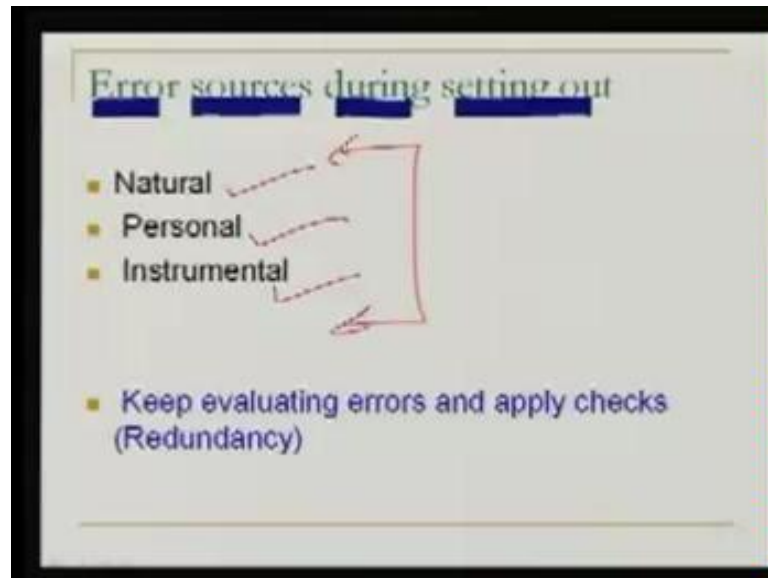 Error sources during setting out
Natural
Personal
Instrumental
Keep evaluating errors and apply checks
(Redundancy)